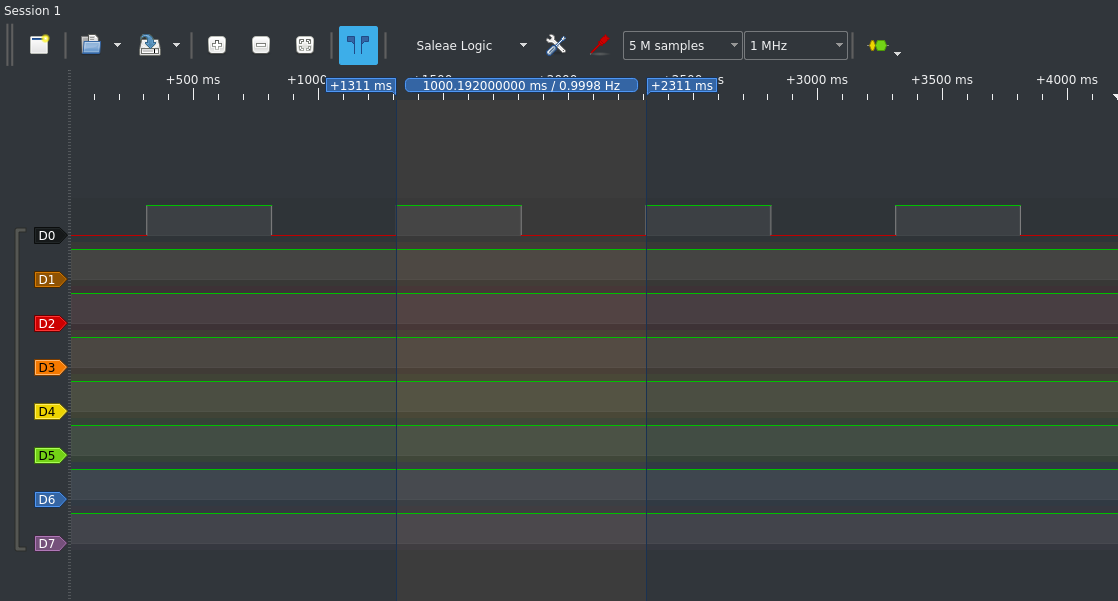 Session 1
Saleae Logic
5 M samples
1 MHz
+500 ms
+1000
+3000 ms
+3500 ms
+4000 ms
+1311 ms
1000.192000000 ms / 0.9998 Hz
+2311 ms
D0
D1
D2
D3
D4
D5
D6
D7